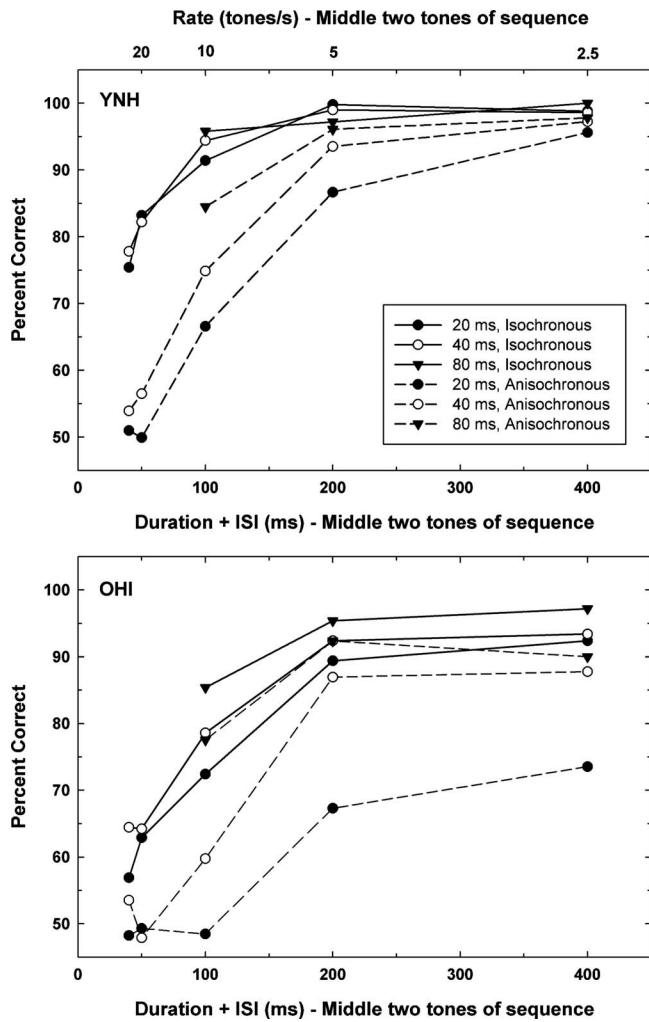 Rate (tones/s) - Middle two tones of sequence
20 10 5 2.5
YNH
100
90
80
70
60
50
Percent Correct
20 ms, Isochronous
40 ms, Isochronous
80 ms, Isochronous
20 ms, Anisochronous
40 ms, Anisochronous
80 ms, Anisochronous
0 100 200 300 400
Duration + ISI (ms) - Middle two tones of sequence
OHI
100
90
80
70
60
50
Percent Correct
0 100 200 300 400
Duration + ISI (ms) - Middle two tones of sequence